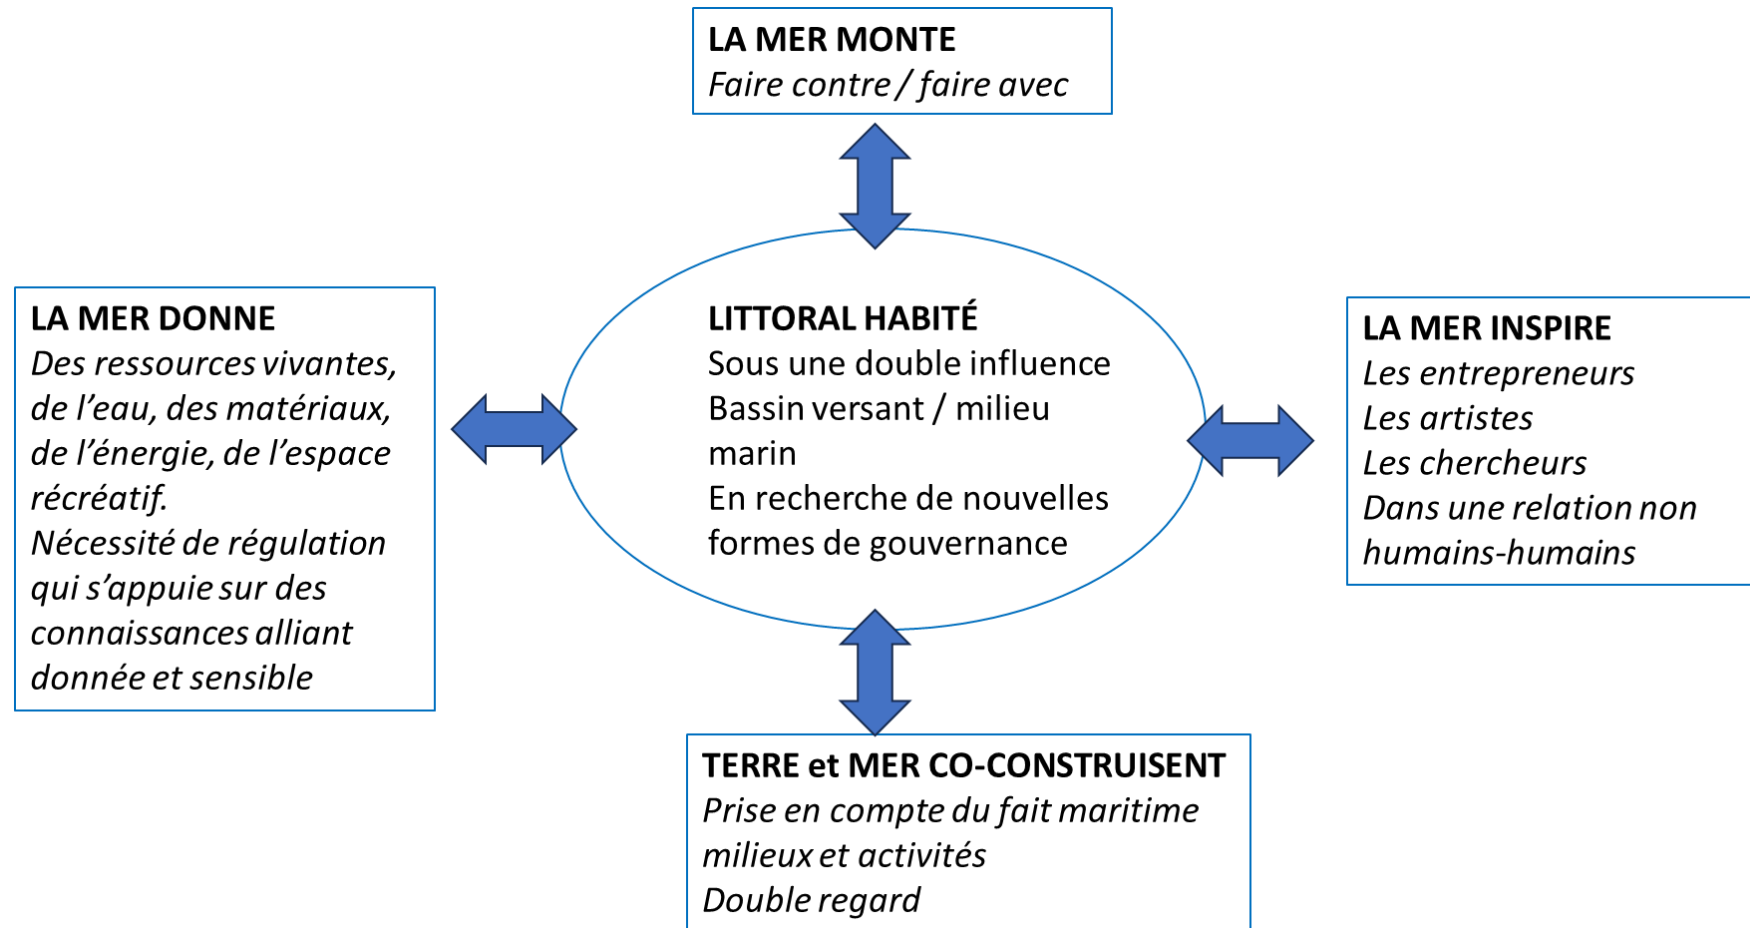 LA MER MONTE
Faire contre / faire avec
LA MER DONNE
Des ressources vivantes,
de l’eau, des matériaux,
de l’énergie, de l’espace
récréatif.
Nécessité de régulation
qui s’appuie sur des
connaissances alliant
donnée et sensible
LITTORAL HABITÉ
Sous une double influence
Bassin versant / milieu
marin
En recherche de nouvelles
formes de gouvernance
LA MER INSPIRE
Les entrepreneurs
Les artistes
Les chercheurs
Dans une relation non
humains-humains
TERRE et MER CO-CONSTRUISENT
Prise en compte du fait maritime
milieux et activités
Double regard